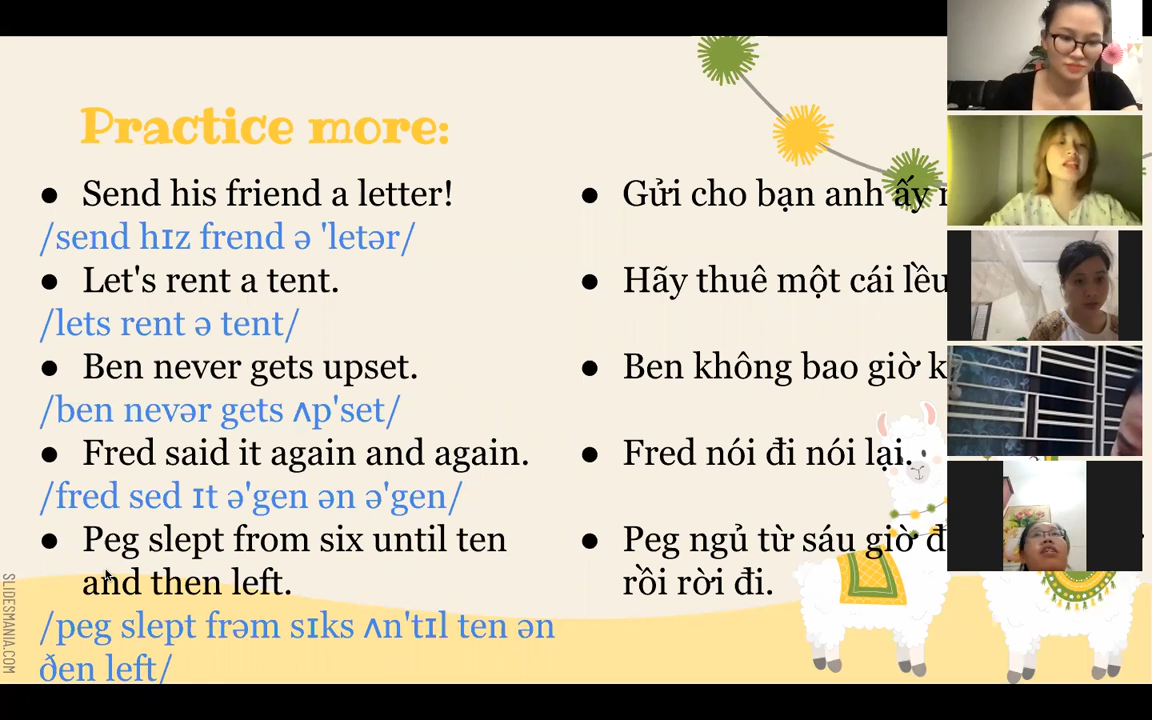 Practice more:
● Send his friend a letter!
/send hɪz frend ə 'letər/
● Let's rent a tent.
/lets rent ə tent/
● Ben never gets upset.
/ben nevər gets ʌp'set/
● Fred said it again and again.
/fred sed ɪt ə'gen ən ə'gen/
● Peg slept from six until ten
and then left.
/peg slept frəm sɪks ʌn'tɪl ten ən
ðen left/
● Gửi cho bạn anh ấy
● Hãy thuê một cái lều
● Ben không bao giờ
● Fred nói đi nói lại.
● Peg ngủ từ sáu giờ
rồi rời đi.
SLIDESMANIA.COM